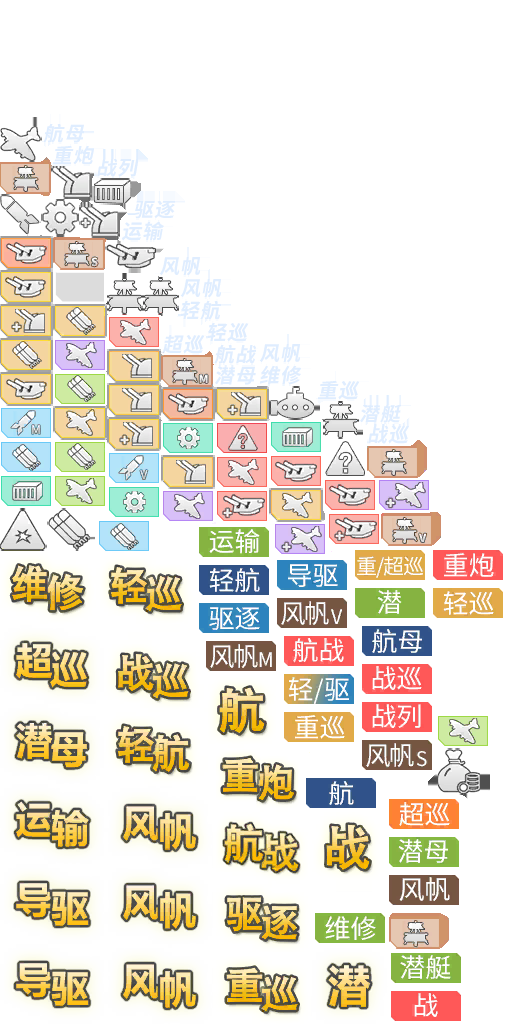 航母
重炮
战列
驱逐
运输
风帆
S
风帆
轻航
轻巡
超巡
航战 风帆
潜母 维修
M
重巡
潜艇
战巡
+
+
M
+
?
?
V
+
+
+
+
V
运输
重/超巡
重炮
导驱
轻航
维修
轻巡
潜
轻巡
风帆V
驱逐
航母
航战
风帆M
超巡
战巡
战巡
轻/驱
航
战列
重巡
潜母
轻航
风帆S
重炮
航
超巡
运输
风帆
航战
战
潜母
风帆
导驱
风帆
驱逐
维修
潜艇
导驱
风帆
重巡
潜
战